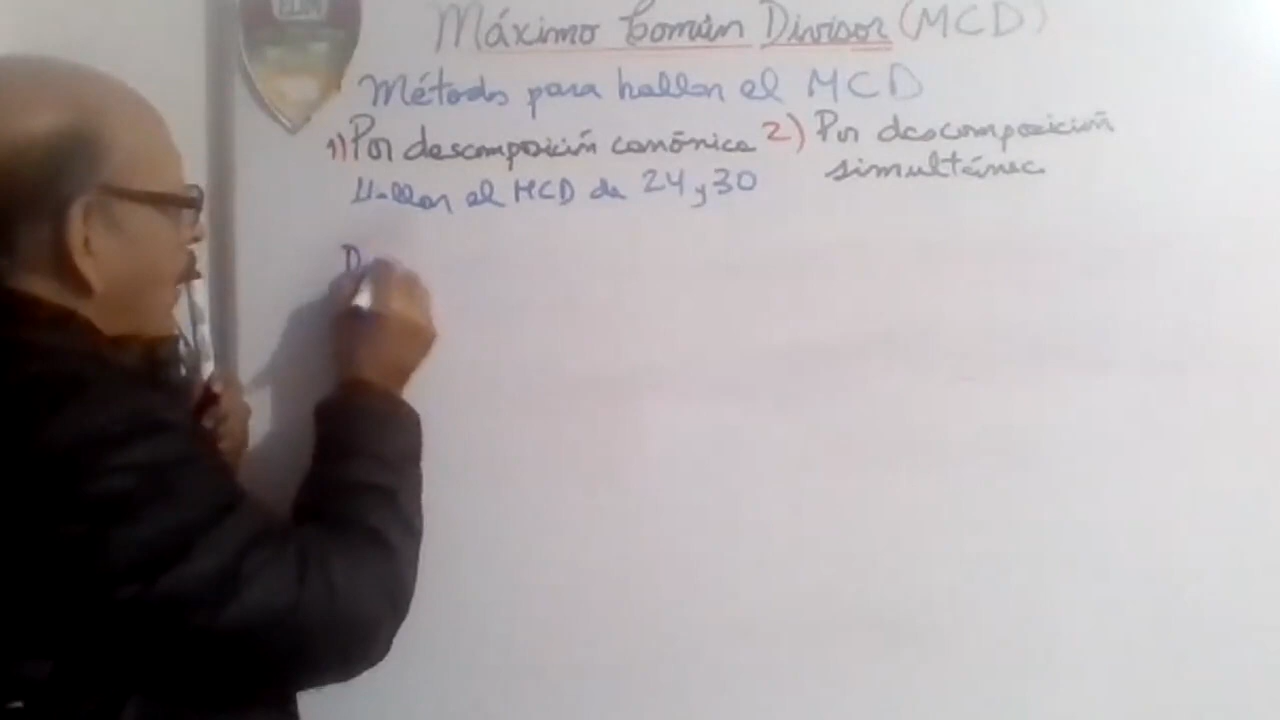 Máximo Común Divisor (MCD)
Métodos para hallar el MCD
1) Por descomposición canónica
Hallar el MCD de 24 y 30
2) Por descomposición
simultánea
D